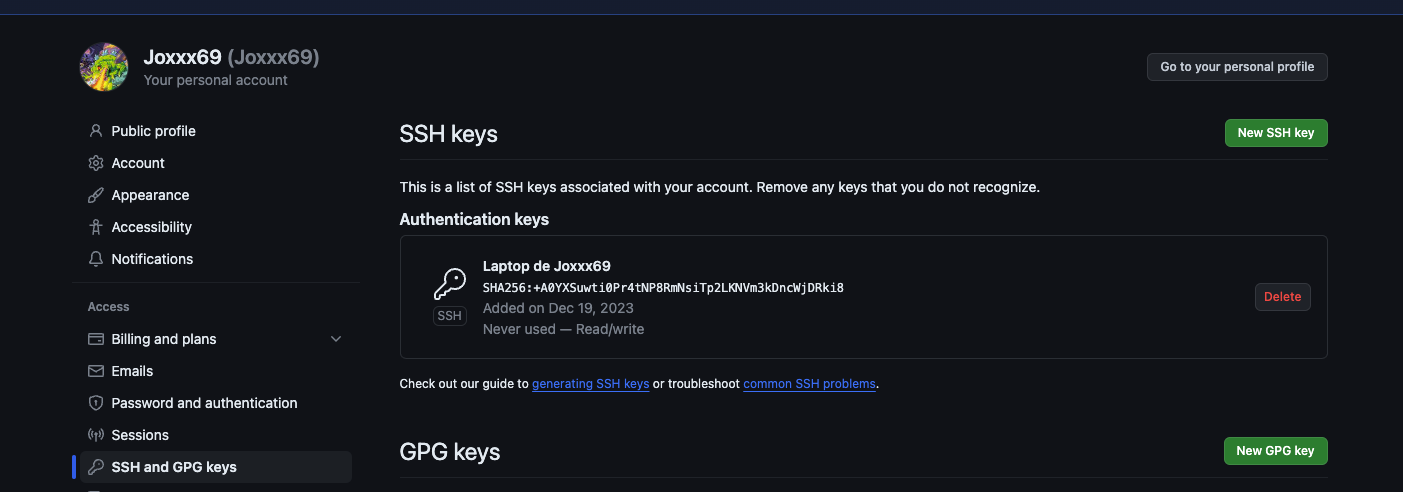 Joxxx69 (Joxxx69)
Your personal account
Go to your personal profile
Public profile
Account
Appearance
Accessibility
Notifications
Access
Billing and plans
Emails
Password and authentication
Sessions
SSH and GPG keys
SSH keys
New SSH key
This is a list of SSH keys associated with your account. Remove any keys that you do not recognize.
Authentication keys
SSH
Laptop de Joxxx69
SHA256:+A0YXSuwti0Pr4tNP8RmNsiTp2LKNVm3kDncWjDRki8
Added on Dec 19, 2023
Never used — Read/write
Delete
Check out our guide to generating SSH keys or troubleshoot common SSH problems.
GPG keys
New GPG key